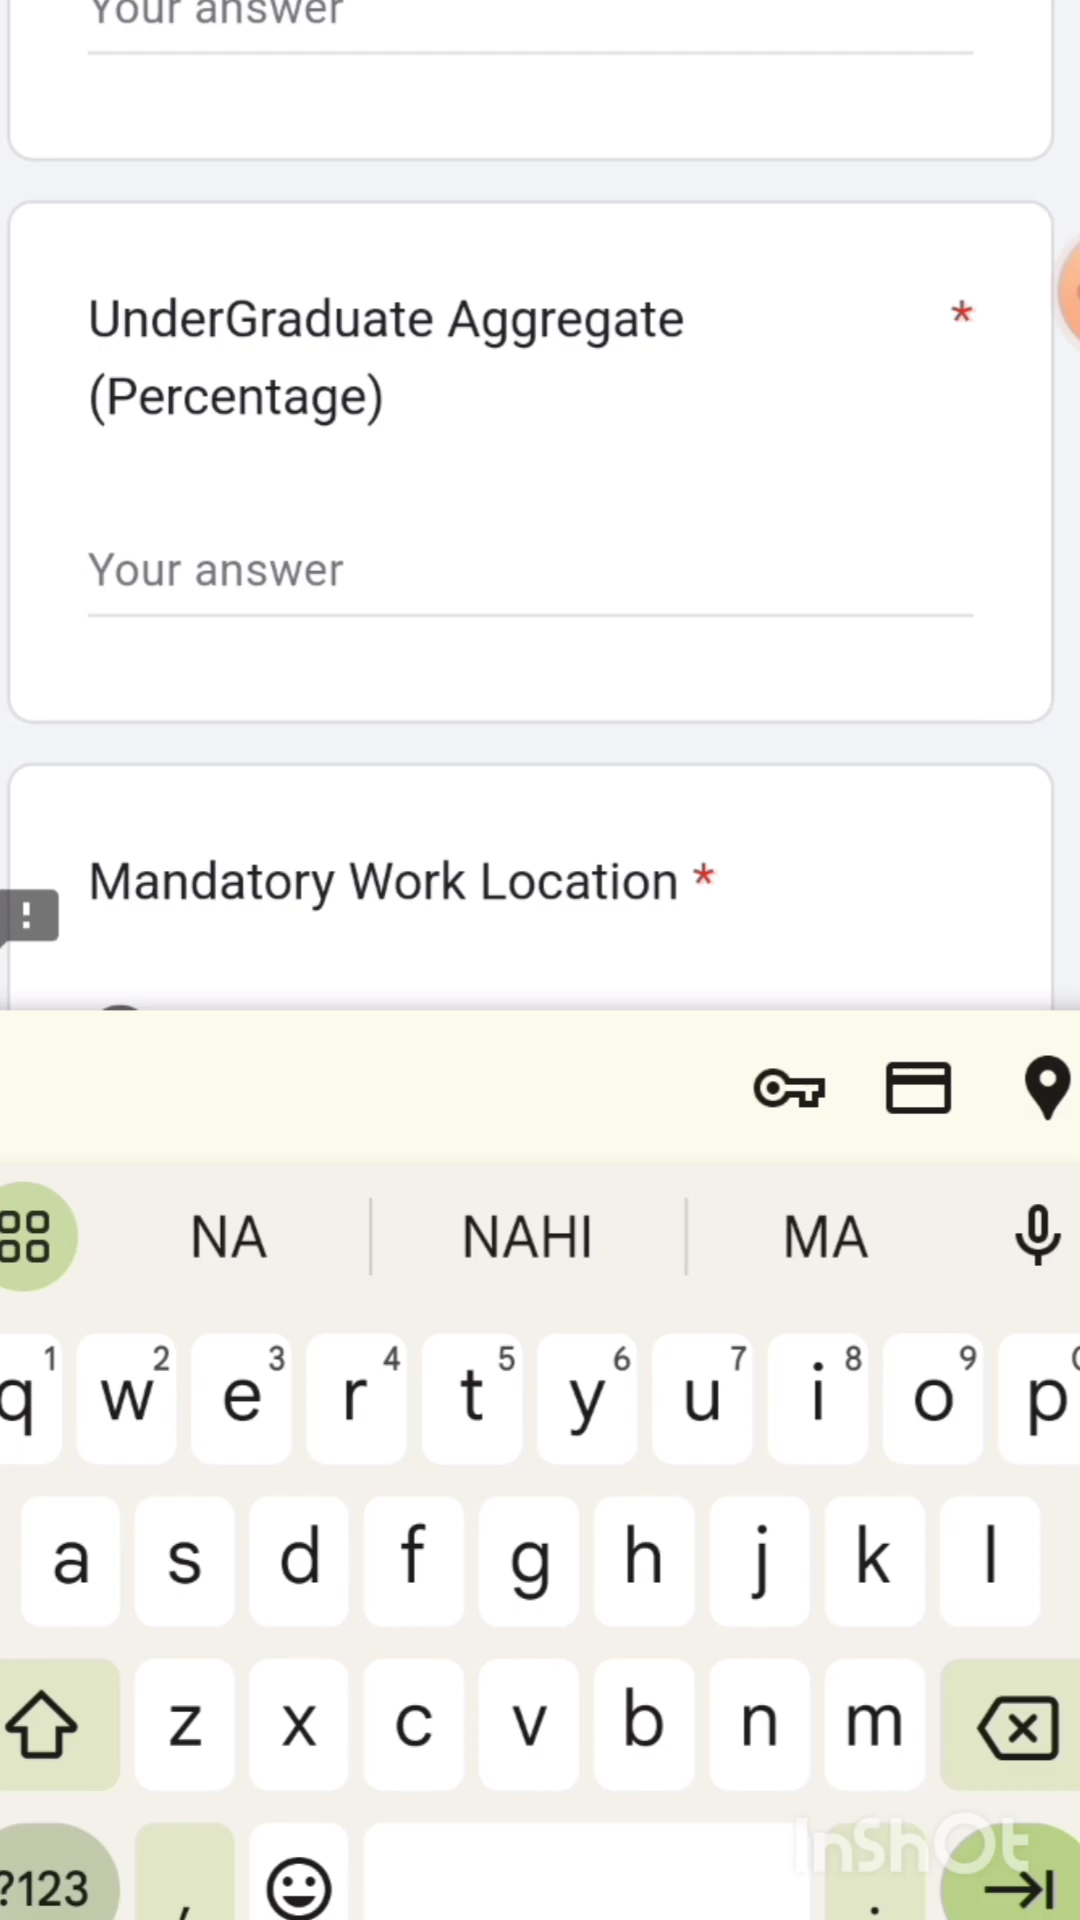 Your answer
UnderGraduate Aggregate *
(Percentage)
Your answer
Mandatory Work Location *
!
NA NAHI MA
q 1 w 2 e 3 r 4 t 5 y 6 u 7 i 8 o 9 p
a s d f g h j k l
z x c v b n m
?123 , .
InShOt